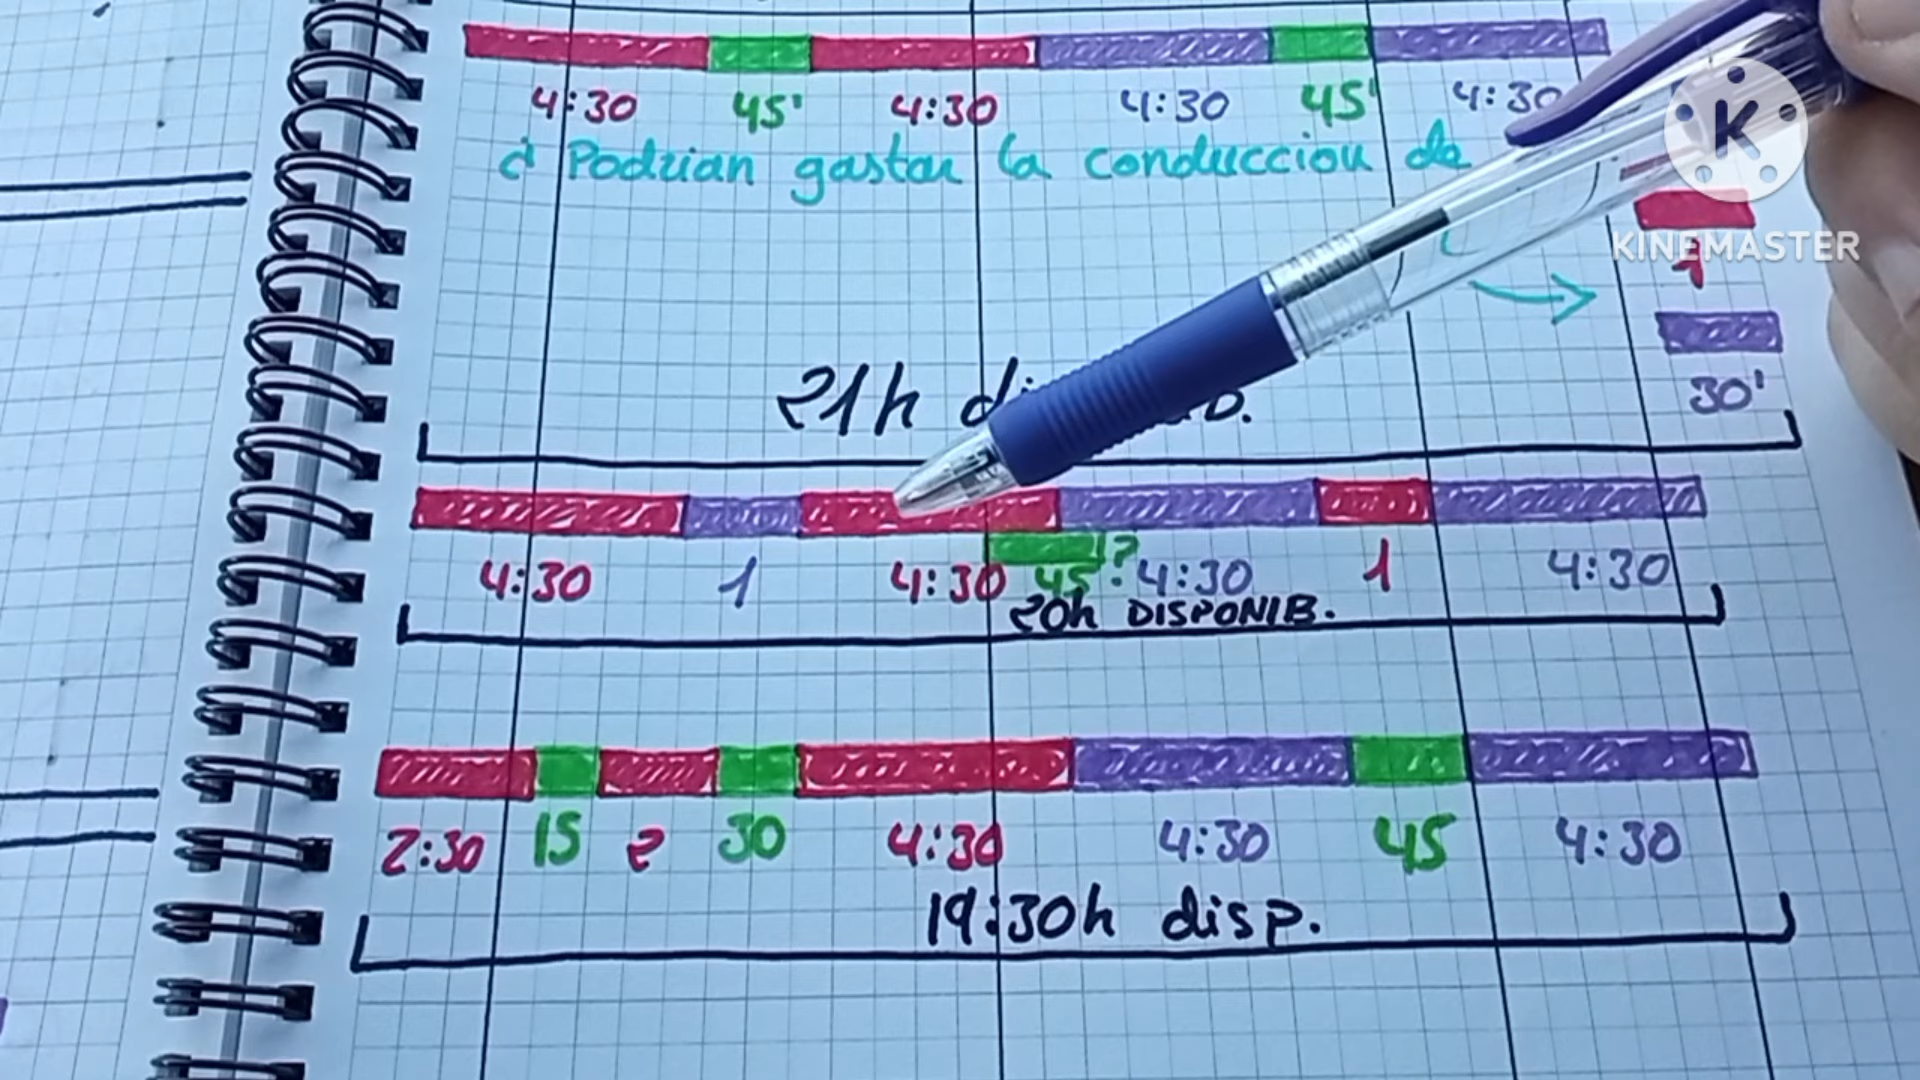 4:30 45' 4:30 4:30 45' 4:30
¿Podrian gastar la conduccion de
KINEMASTER
1
30'
21h
4:30 1 4:30 45'? 4:30 1 4:30
20h DISPONIB.
2:30 15 2 30 4:30 4:30 45 4:30
19:30h disp.